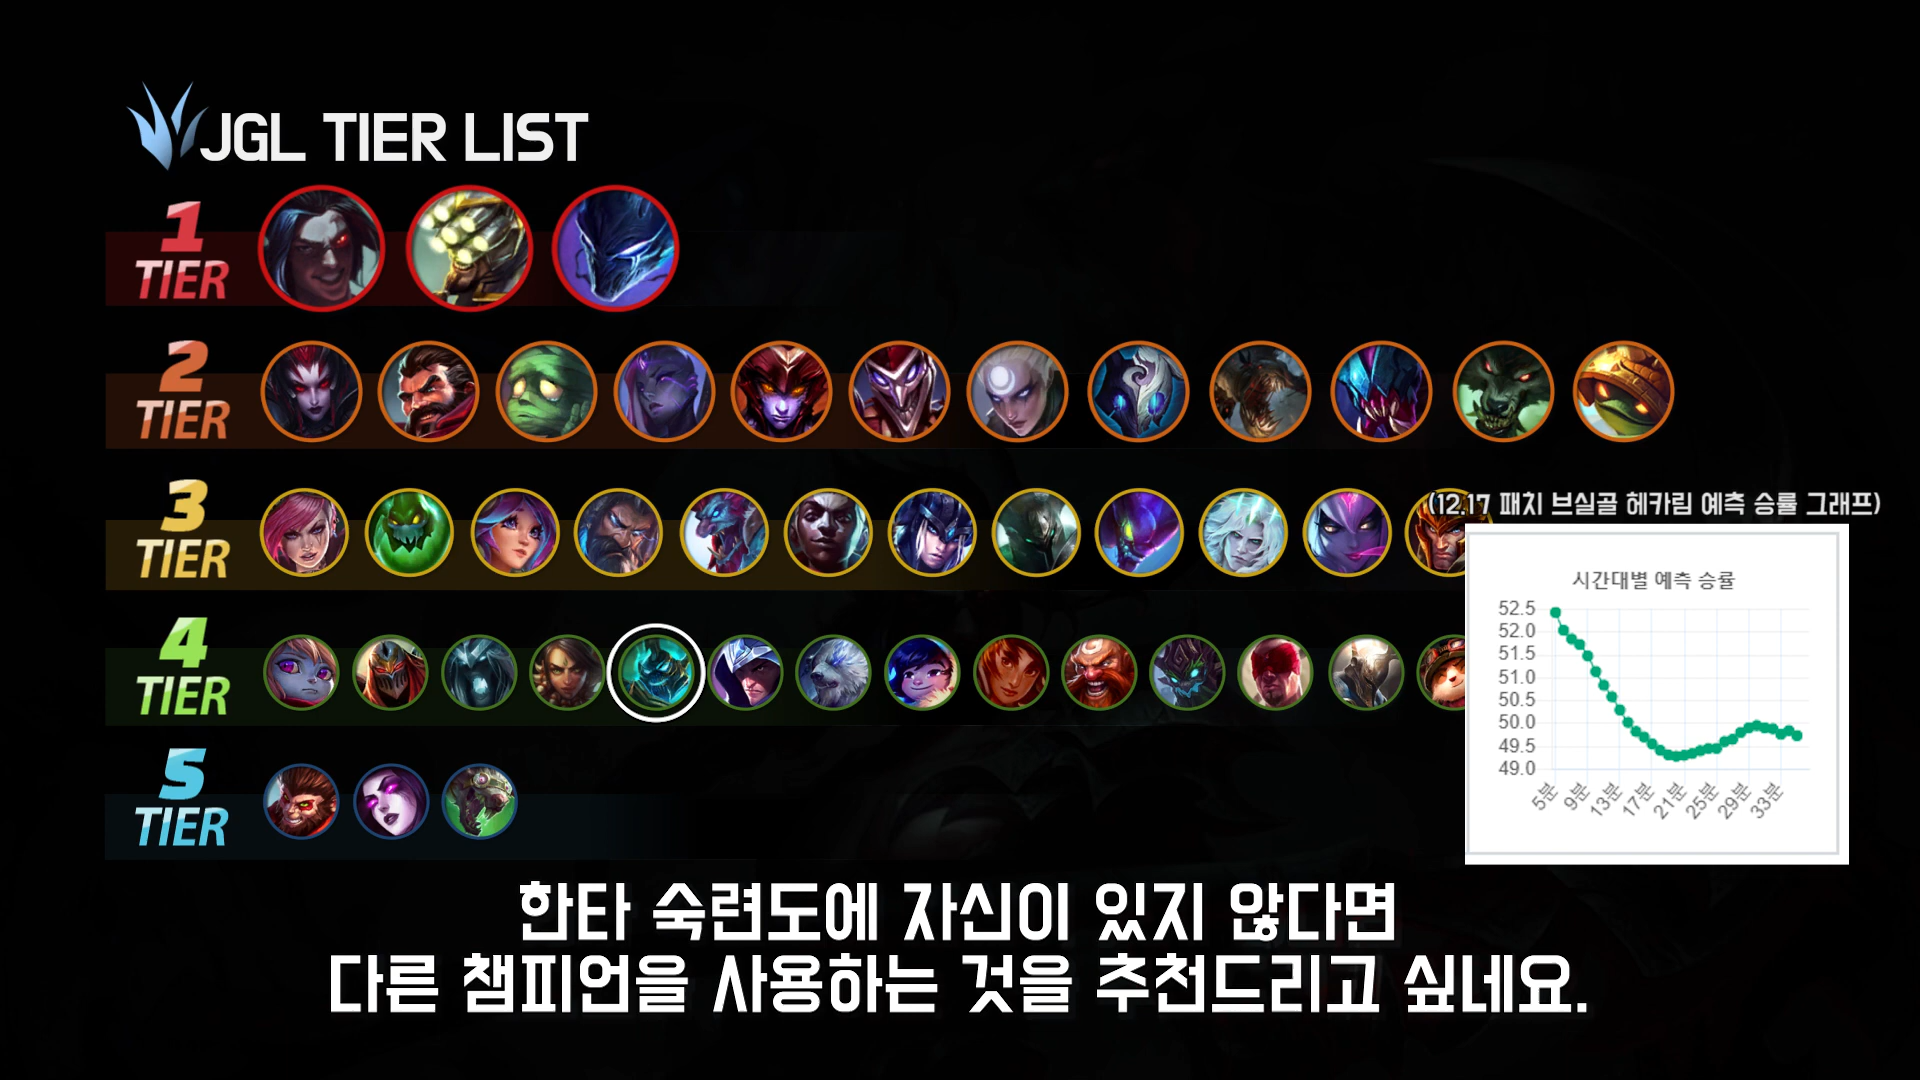 JGL TIER LIST
1
TIER
2
TIER
3
TIER
4
TIER
5
TIER
(12.17 패치 브실골 헤카림 예측 승률 그래프)
시간대별 예측 승률
52.5
52.0
51.5
51.0
50.5
50.0
49.5
49.0
5분
9분
13분
17분
21분
25분
29분
33분
한타 숙련도에 자신이 있지 않다면
다른 챔피언을 사용하는 것을 추천드리고 싶네요.